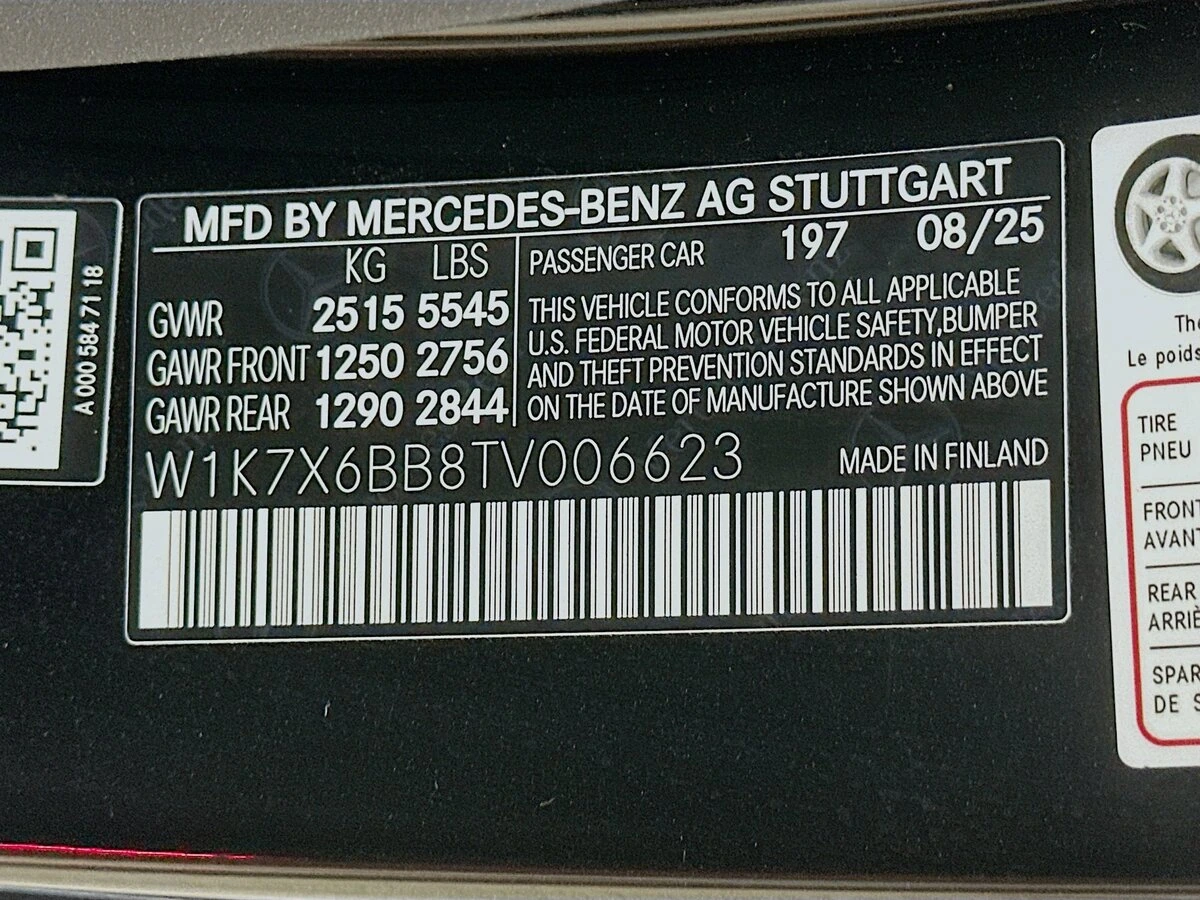 A 000 584 71 18
MFD BY MERCEDES-BENZ AG STUTTGART
KG LBS
GVWR 2515 5545
GAWR FRONT 1250 2756
GAWR REAR 1290 2844
PASSENGER CAR 197 08/25
THIS VEHICLE CONFORMS TO ALL APPLICABLE
U.S. FEDERAL MOTOR VEHICLE SAFETY,BUMPER
AND THEFT PREVENTION STANDARDS IN EFFECT
ON THE DATE OF MANUFACTURE SHOWN ABOVE
W1K7X6BB8TV006623
MADE IN FINLAND
The
Le poids
TIRE
PNEU
FRONT
AVANT
REAR
ARRIÈ
SPAR
DE S